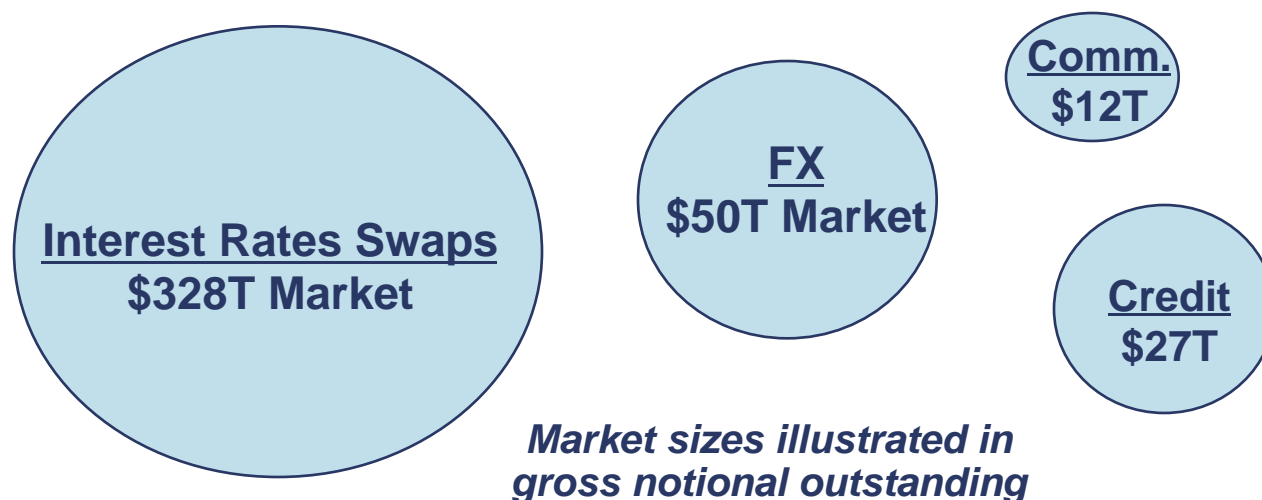 Interest Rates Swaps
$328T Market
FX
$50T Market
Comm.
$12T
Credit
$27T
Market sizes illustrated in
gross notional outstanding